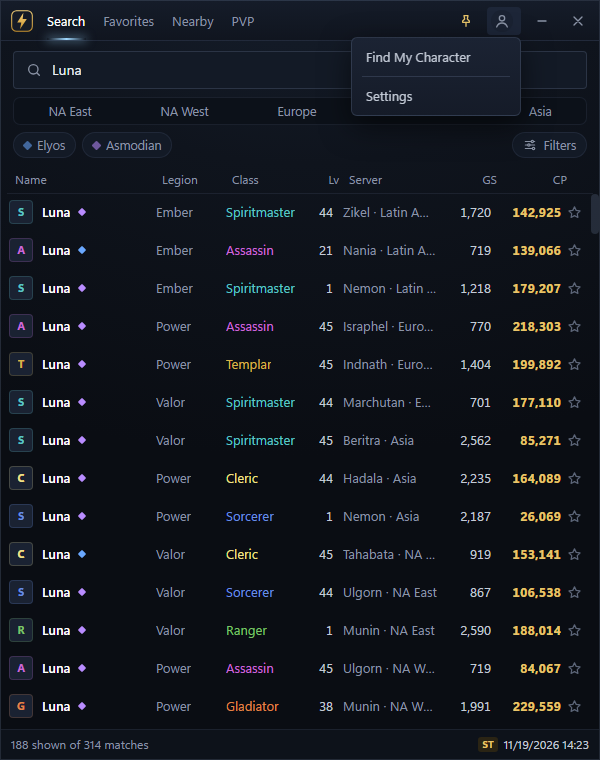 Search Favorites Nearby PVP
Find My Character
Settings
Luna
NA East NA West Europe Asia
Elyos Asmodian Filters
Name Legion Class Lv Server GS CP
S Luna Ember Spiritmaster 44 Zikel · Latin A... 1,720 142,925
A Luna Ember Assassin 21 Nania · Latin A... 719 139,066
S Luna Ember Spiritmaster 1 Nemon · Latin ... 1,218 179,207
A Luna Power Assassin 45 Israphel · Euro... 770 218,303
T Luna Power Templar 45 Indnath · Euro... 1,404 199,892
S Luna Valor Spiritmaster 44 Marchutan · E... 701 177,110
S Luna Valor Spiritmaster 45 Beritra · Asia 2,562 85,271
C Luna Power Cleric 44 Hadala · Asia 2,235 164,089
S Luna Power Sorcerer 1 Nemon · Asia 2,187 26,069
C Luna Valor Cleric 45 Tahabata · NA ... 919 153,141
S Luna Valor Sorcerer 44 Ulgorn · NA East 867 106,538
R Luna Valor Ranger 1 Munin · NA East 2,590 188,014
A Luna Power Assassin 45 Ulgorn · NA W... 719 84,067
G Luna Power Gladiator 38 Munin · NA W... 1,991 229,559
188 shown of 314 matches ST 11/19/2026 14:23